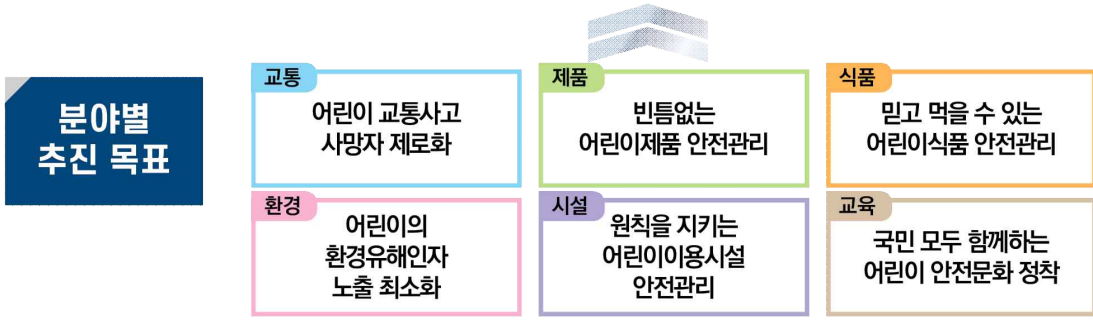 분야별
추진 목표
교통
어린이 교통사고
사망자 제로화
제품
빈틈없는
어린이제품 안전관리
식품
믿고 먹을 수 있는
어린이식품 안전관리
환경
어린이의
환경유해인자
노출 최소화
시설
원칙을 지키는
어린이이용시설
안전관리
교육
국민 모두 함께하는
어린이 안전문화 정착